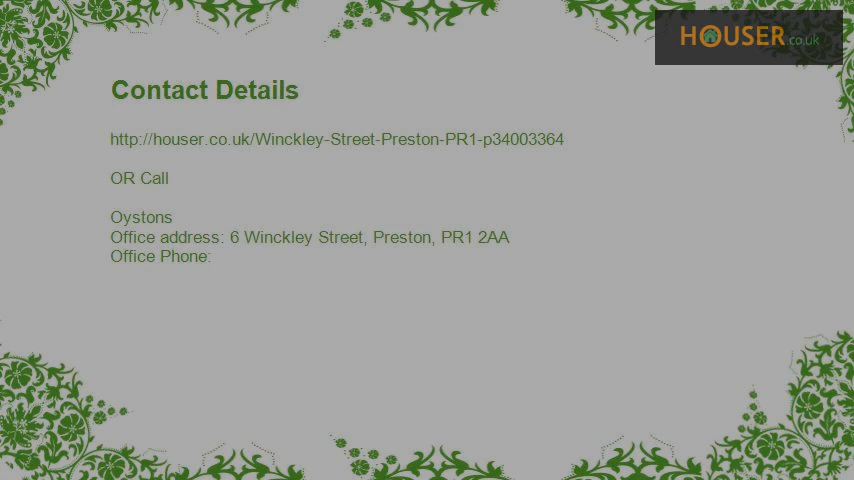 HOUSER.co.uk
Contact Details
http://houser.co.uk/Winckley-Street-Preston-PR1-p34003364
OR Call
Oystons
Office address: 6 Winckley Street, Preston, PR1 2AA
Office Phone: